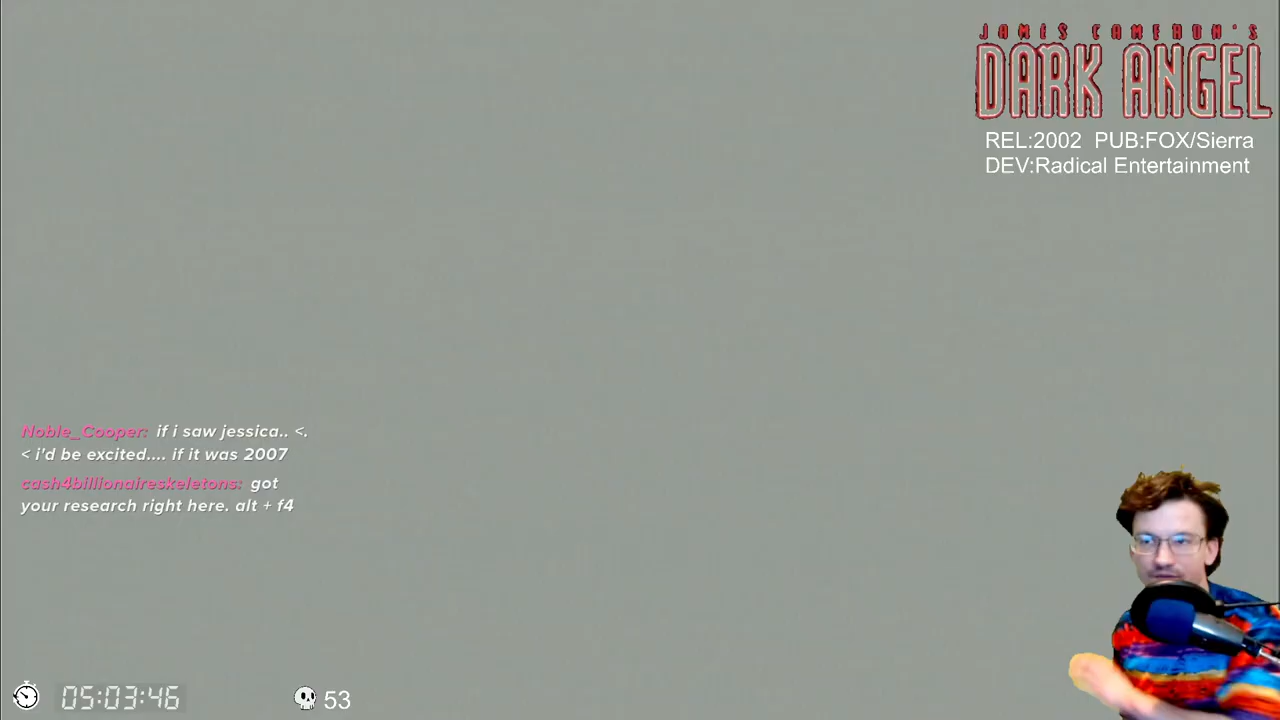 JAMES CAMERON'S
DARK ANGEL
REL:2002 PUB:FOX/Sierra
DEV:Radical Entertainment
Noble_Cooper: if i saw jessica.. <.
< i'd be excited.... if it was 2007
cash4billionaireskeletons: got
your research right here. alt + f4
05:03:46
53